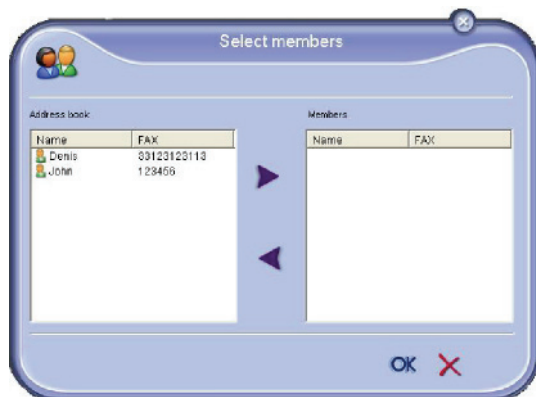 Select members
Address book
Members
Name FAX
Name FAX
Denis 33123123113
John 123456
OK